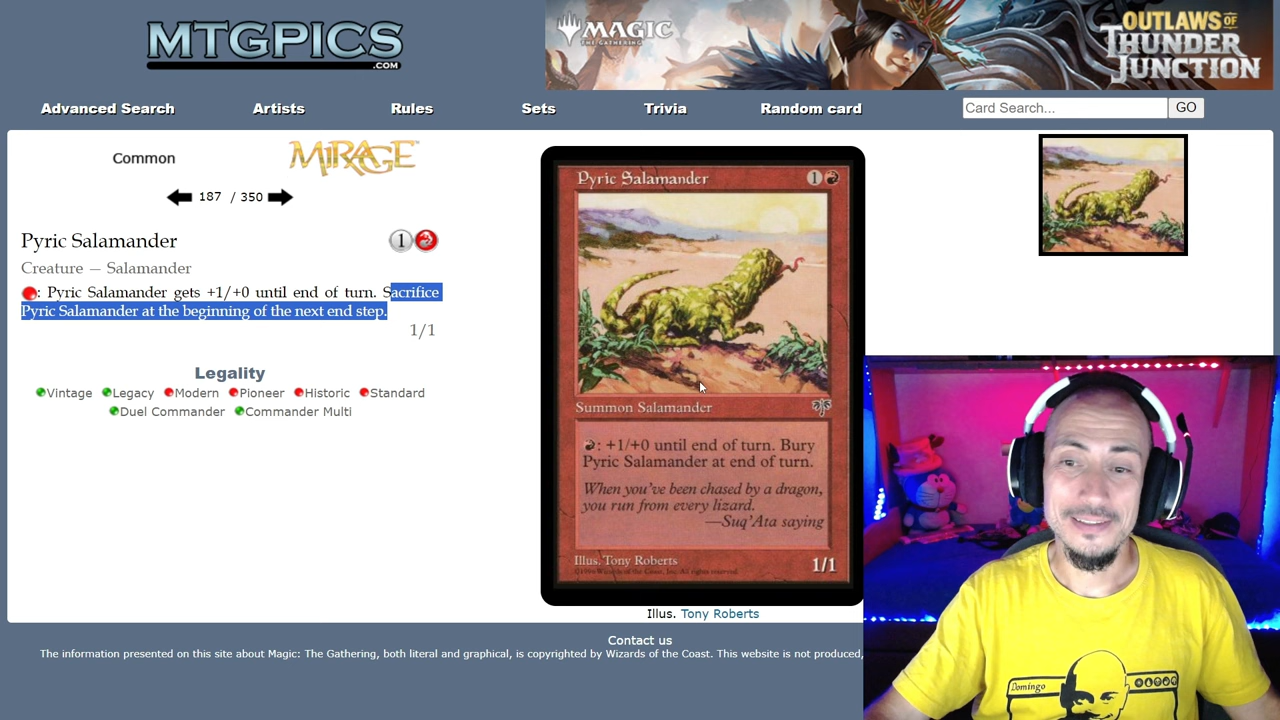 MTGPICS
.COM
MAGIC
THE GATHERING
OUTLAWS OF
THUNDER
JUNCTION
Advanced Search
Artists
Rules
Sets
Trivia
Random card
Card Search...
GO
Common
MIRAGE
187 / 350
Pyric Salamander
1
Creature — Salamander
: Pyric Salamander gets +1/+0 until end of turn. Sacrifice
Pyric Salamander at the beginning of the next end step.
1/1
Legality
Vintage Legacy Modern Pioneer Historic Standard
Duel Commander Commander Multi
Pyric Salamander
1
Summon Salamander
: +1/+0 until end of turn. Bury
Pyric Salamander at end of turn.
When you've been chased by a dragon,
you run from every lizard.
—Suq'Ata saying
Illus. Tony Roberts
1/1
Illus. Tony Roberts
Contact us
The information presented on this site about Magic: The Gathering, both literal and graphical, is copyrighted by Wizards of the Coast. This website is not produced,
Domingo